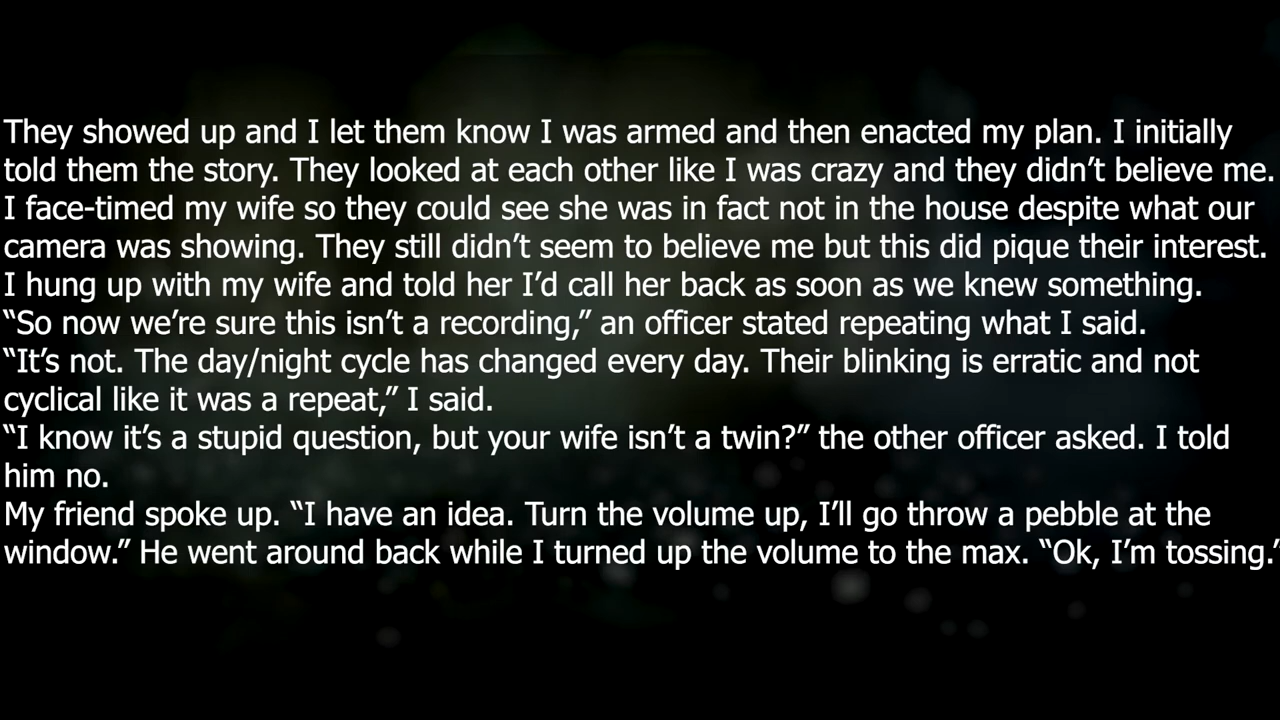 They showed up and I let them know I was armed and then enacted my plan. I initially
told them the story. They looked at each other like I was crazy and they didn’t believe me.
I face-timed my wife so they could see she was in fact not in the house despite what our
camera was showing. They still didn’t seem to believe me but this did pique their interest.
I hung up with my wife and told her I’d call her back as soon as we knew something.
“So now we’re sure this isn’t a recording,” an officer stated repeating what I said.
“It’s not. The day/night cycle has changed every day. Their blinking is erratic and not
cyclical like it was a repeat,” I said.
“I know it’s a stupid question, but your wife isn’t a twin?” the other officer asked. I told
him no.
My friend spoke up. “I have an idea. Turn the volume up, I’ll go throw a pebble at the
window.” He went around back while I turned up the volume to the max. “Ok, I’m tossing.”